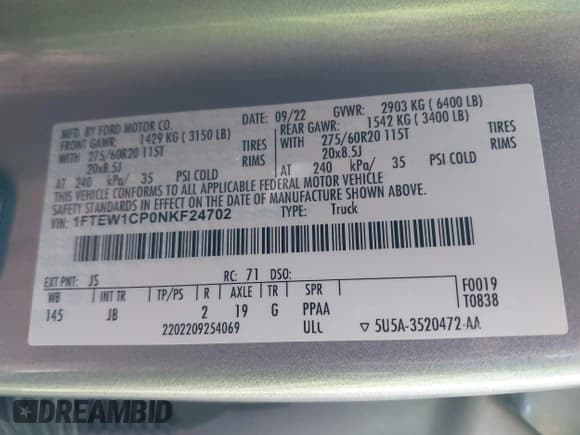 MFD. BY FORD MOTOR CO. DATE: 09/22 GVWR: 2903 KG ( 6400 LB)
FRONT GAWR: 1429 KG ( 3150 LB) REAR GAWR: 1542 KG ( 3400 LB)
WITH 275/60R20 115T TIRES WITH 275/60R20 115T TIRES
20x8.5J RIMS 20x8.5J RIMS
AT 240 kPa/ 35 PSI COLD AT 240 kPa/ 35 PSI COLD
THIS VEHICLE CONFORMS TO ALL APPLICABLE FEDERAL MOTOR VEHICLE
SAFETY STANDARDS IN EFFECT ON THE DATE OF MANUFACTURE SHOWN ABOVE.
VIN: 1FTEW1CP0NKF24702 TYPE: Truck
EXT PNT: JS RC: 71 DSO:
WB INT TR TP/PS R AXLE TR SPR
145 JB 2 19 G PPAA
F0019
T0838
2202209254069 ULC ▽ 5U5A-3520472-AA
DREAMBID